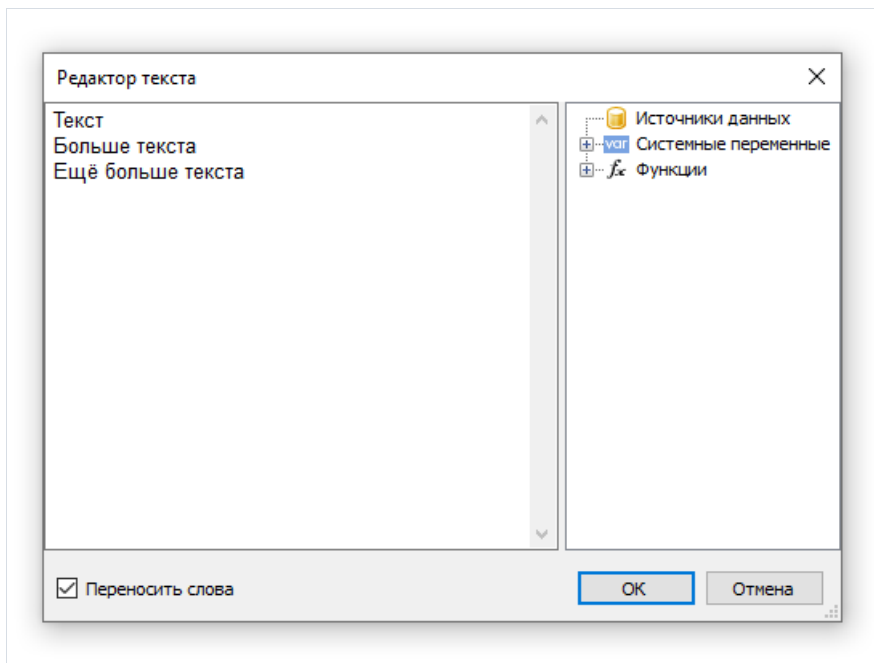 Редактор текста
Текст
Больше текста
Ещё больше текста
Источники данных
var Системные переменные
fx Функции
Переносить слова
OK
Отмена